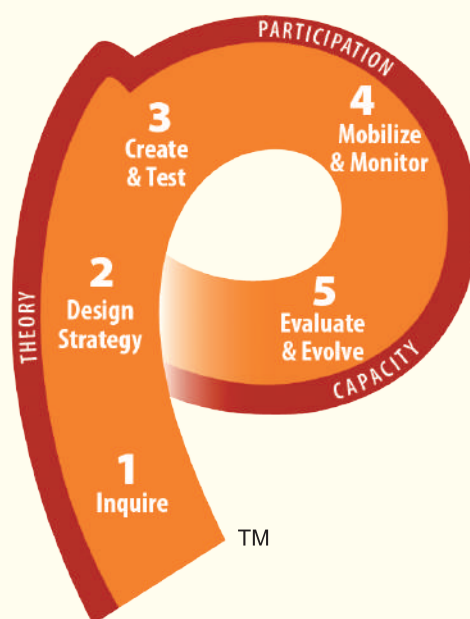 PARTICIPATION
3
Create
& Test
4
Mobilize
& Monitor
THEORY
2
Design
Strategy
5
Evaluate
& Evolve
CAPACITY
1
Inquire
TM